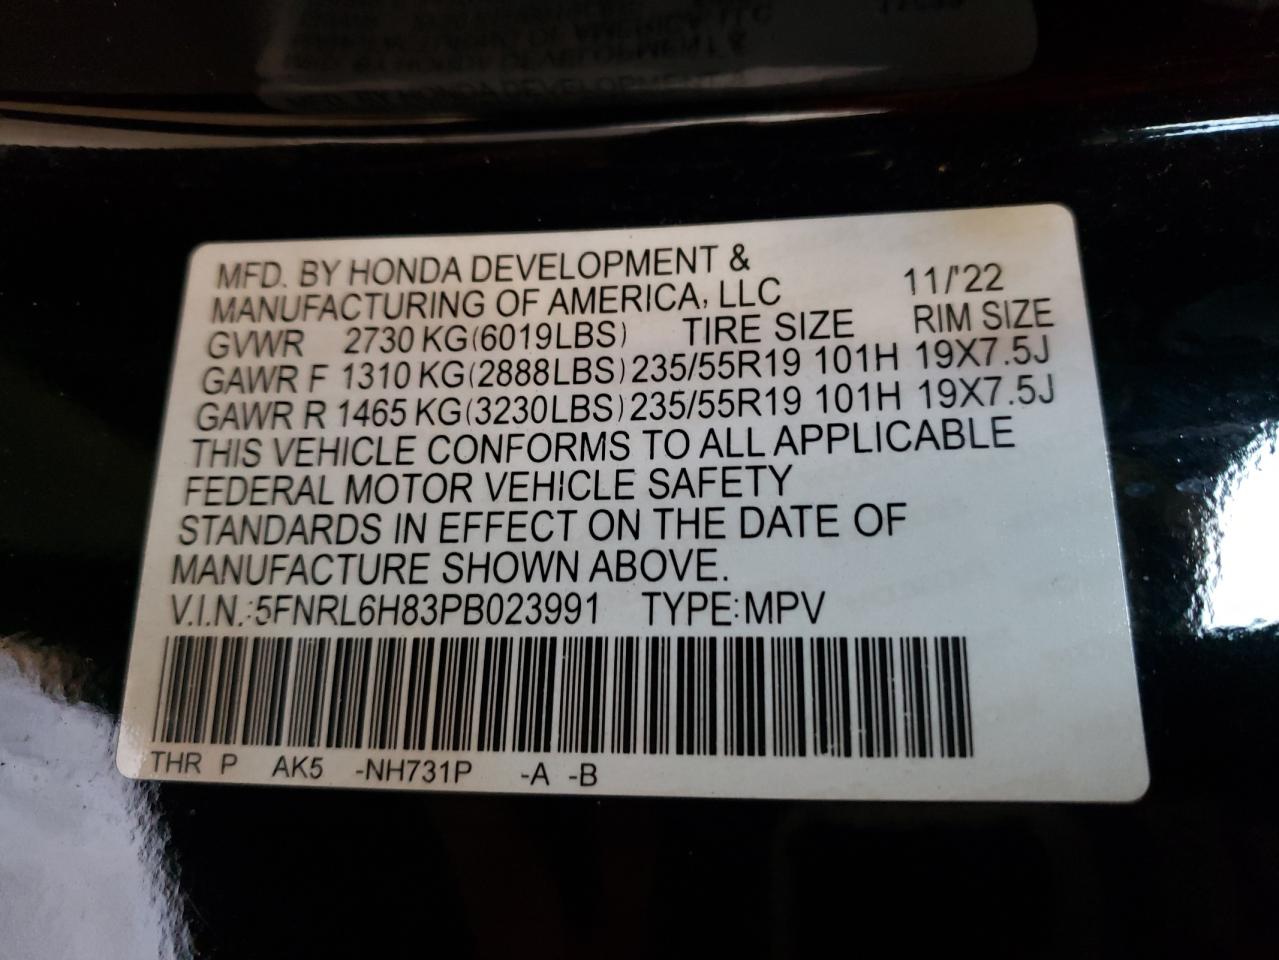 MFD. BY HONDA DEVELOPMENT &
MANUFACTURING OF AMERICA, LLC 11/'22
GVWR 2730 KG(6019LBS) TIRE SIZE RIM SIZE
GAWR F 1310 KG(2888LBS) 235/55R19 101H 19X7.5J
GAWR R 1465 KG(3230LBS) 235/55R19 101H 19X7.5J
THIS VEHICLE CONFORMS TO ALL APPLICABLE
FEDERAL MOTOR VEHICLE SAFETY
STANDARDS IN EFFECT ON THE DATE OF
MANUFACTURE SHOWN ABOVE.
V.I.N.:5FNRL6H83PB023991 TYPE:MPV
THR P AK5 -NH731P -A -B